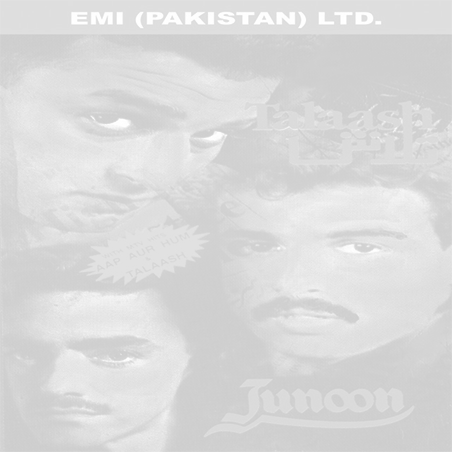 EMI (PAKISTAN) LTD.
Talaash
تلاش
AAP AUR HUM
TALAASH
Junoon